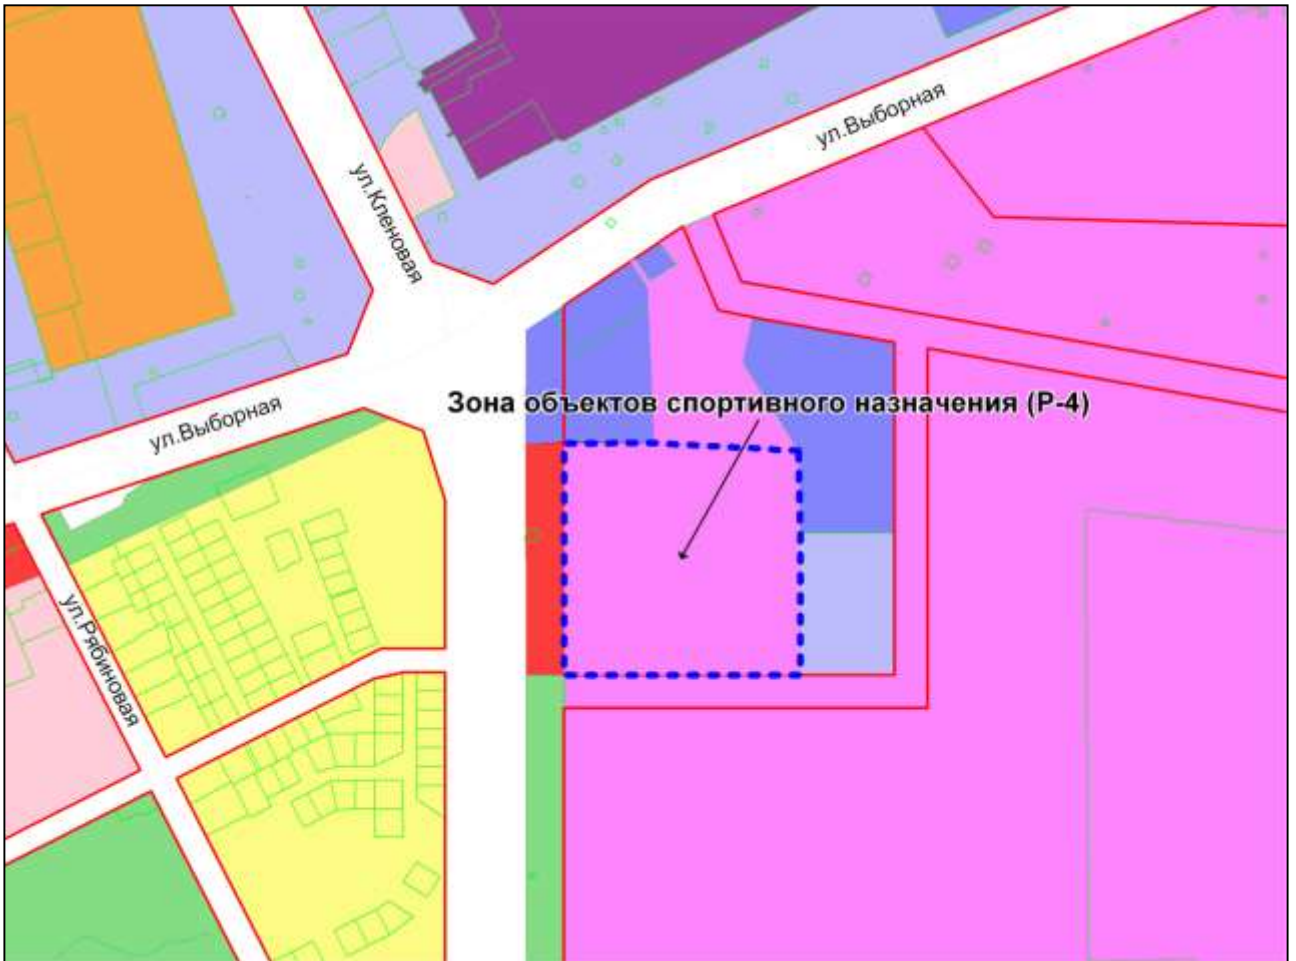 ул.Выборная
ул.Кленовая
Зона объектов спортивного назначения (Р-4)
ул.Выборная
ул.Рябиновая